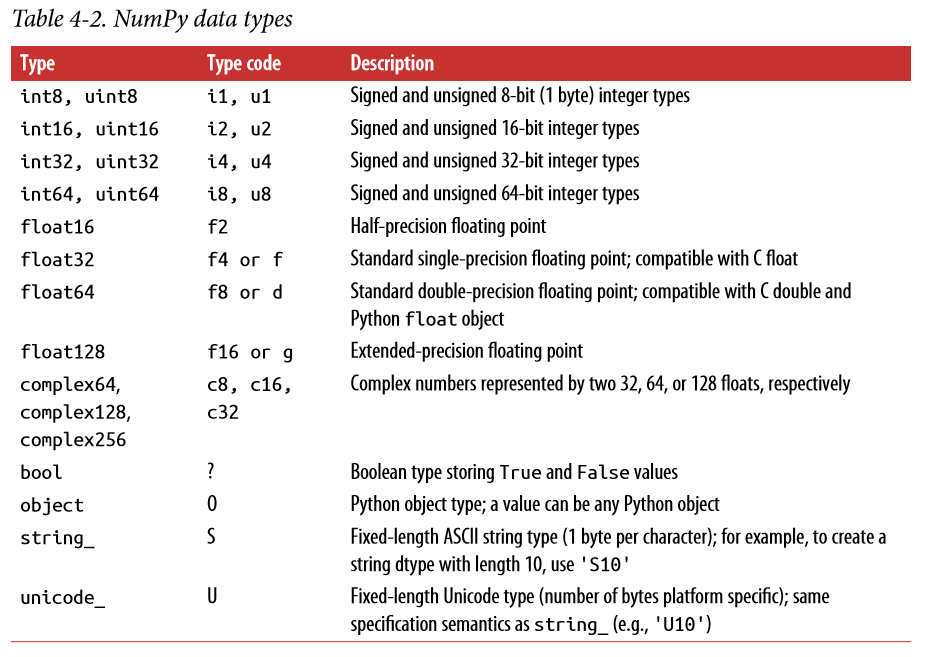 Table 4-2. NumPy data types
Type Type code Description
int8, uint8 i1, u1 Signed and unsigned 8-bit (1 byte) integer types
int16, uint16 i2, u2 Signed and unsigned 16-bit integer types
int32, uint32 i4, u4 Signed and unsigned 32-bit integer types
int64, uint64 i8, u8 Signed and unsigned 64-bit integer types
float16 f2 Half-precision floating point
float32 f4 or f Standard single-precision floating point; compatible with C float
float64 f8 or d Standard double-precision floating point; compatible with C double and
Python float object
float128 f16 or g Extended-precision floating point
complex64, c8, c16, Complex numbers represented by two 32, 64, or 128 floats, respectively
complex128, c32
complex256
bool ? Boolean type storing True and False values
object O Python object type; a value can be any Python object
string_ S Fixed-length ASCII string type (1 byte per character); for example, to create a
string dtype with length 10, use 'S10'
unicode_ U Fixed-length Unicode type (number of bytes platform specific); same
specification semantics as string_ (e.g., 'U10')